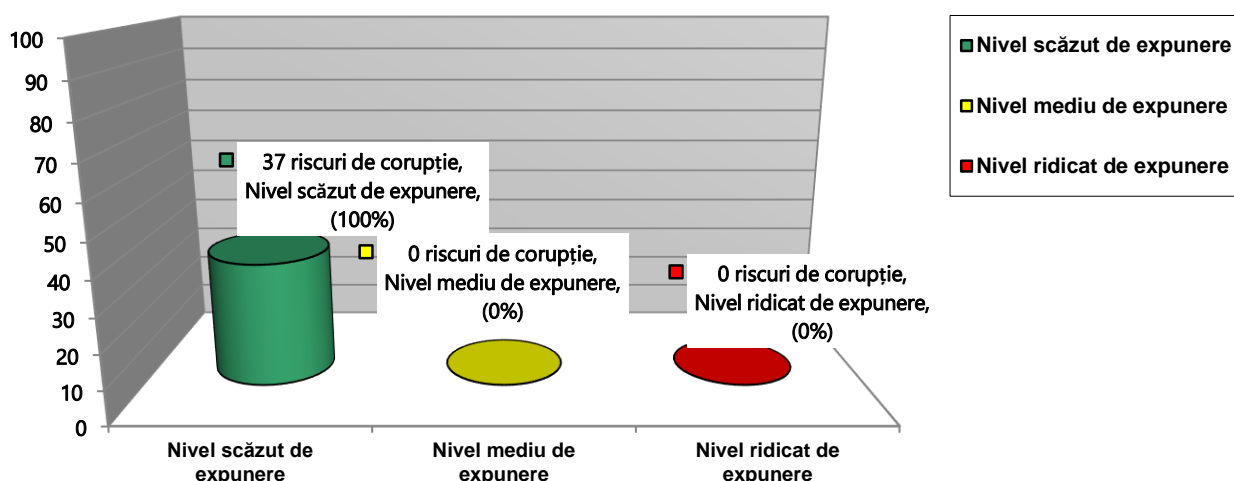 100
90
80
70
60
50
40
30
20
10
0
37 riscuri de corupție,
Nivel scăzut de expunere,
(100%)
0 riscuri de corupție,
Nivel mediu de expunere,
(0%)
0 riscuri de corupție,
Nivel ridicat de expunere,
(0%)
Nivel scăzut de
expunere
Nivel mediu de
expunere
Nivel ridicat de
expunere
Nivel scăzut de expunere
Nivel mediu de expunere
Nivel ridicat de expunere